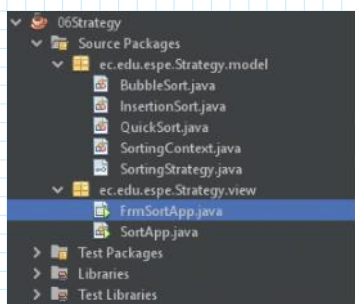 06Strategy
Source Packages
ec.edu.espe.Strategy.model
BubbleSort.java
InsertionSort.java
QuickSort.java
SortingContext.java
SortingStrategy.java
ec.edu.espe.Strategy.view
FrmSortApp.java
SortApp.java
Test Packages
Libraries
Test Libraries